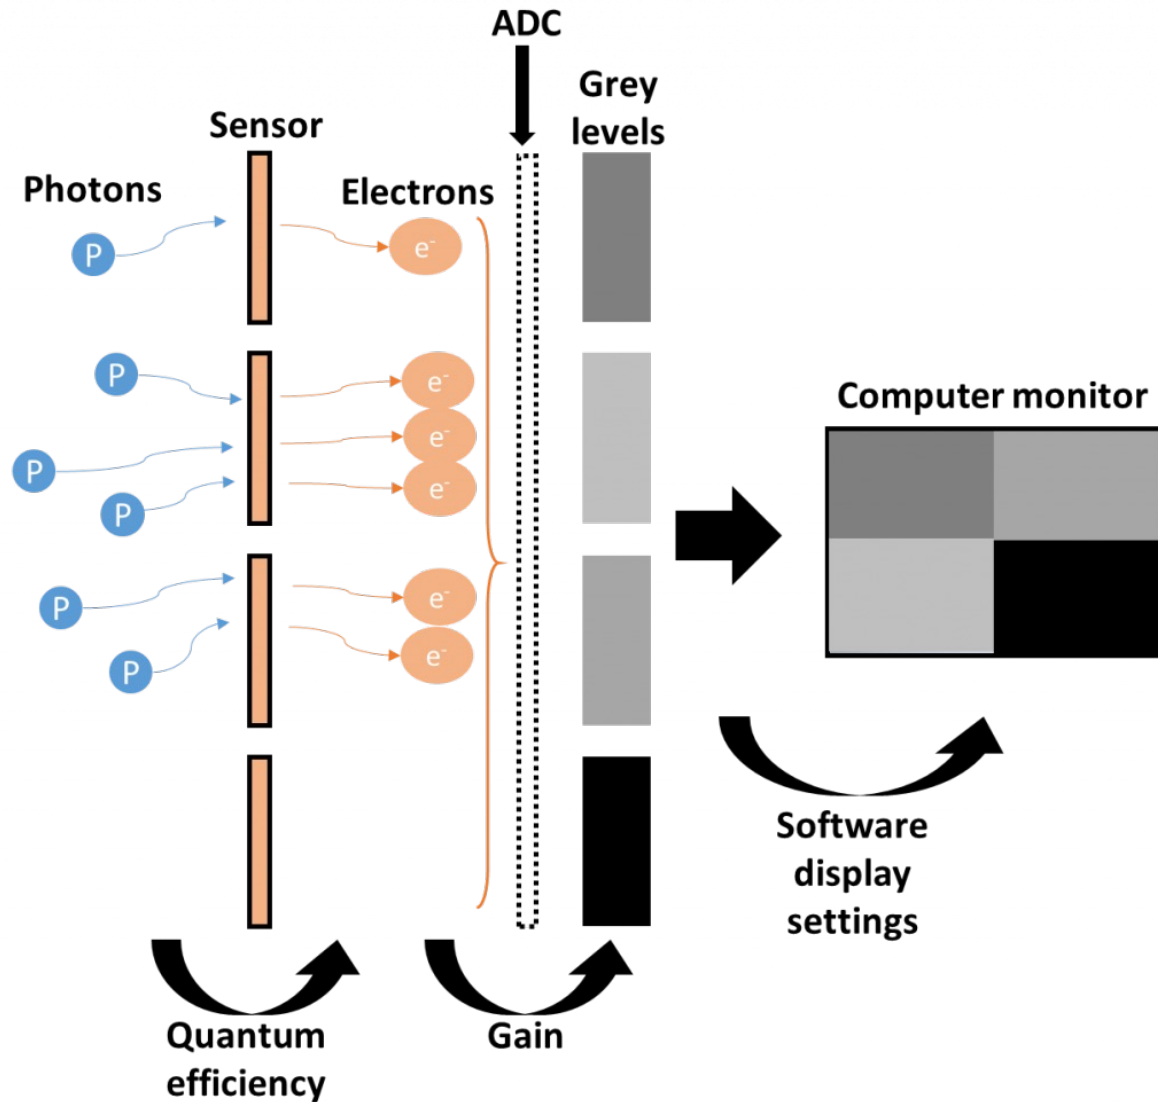 ADC
Grey
levels
Sensor
Photons
Electrons
P
e⁻
P
e⁻
P
e⁻
P
e⁻
P
e⁻
P
e⁻
Computer monitor
Software
display
settings
Quantum
efficiency
Gain